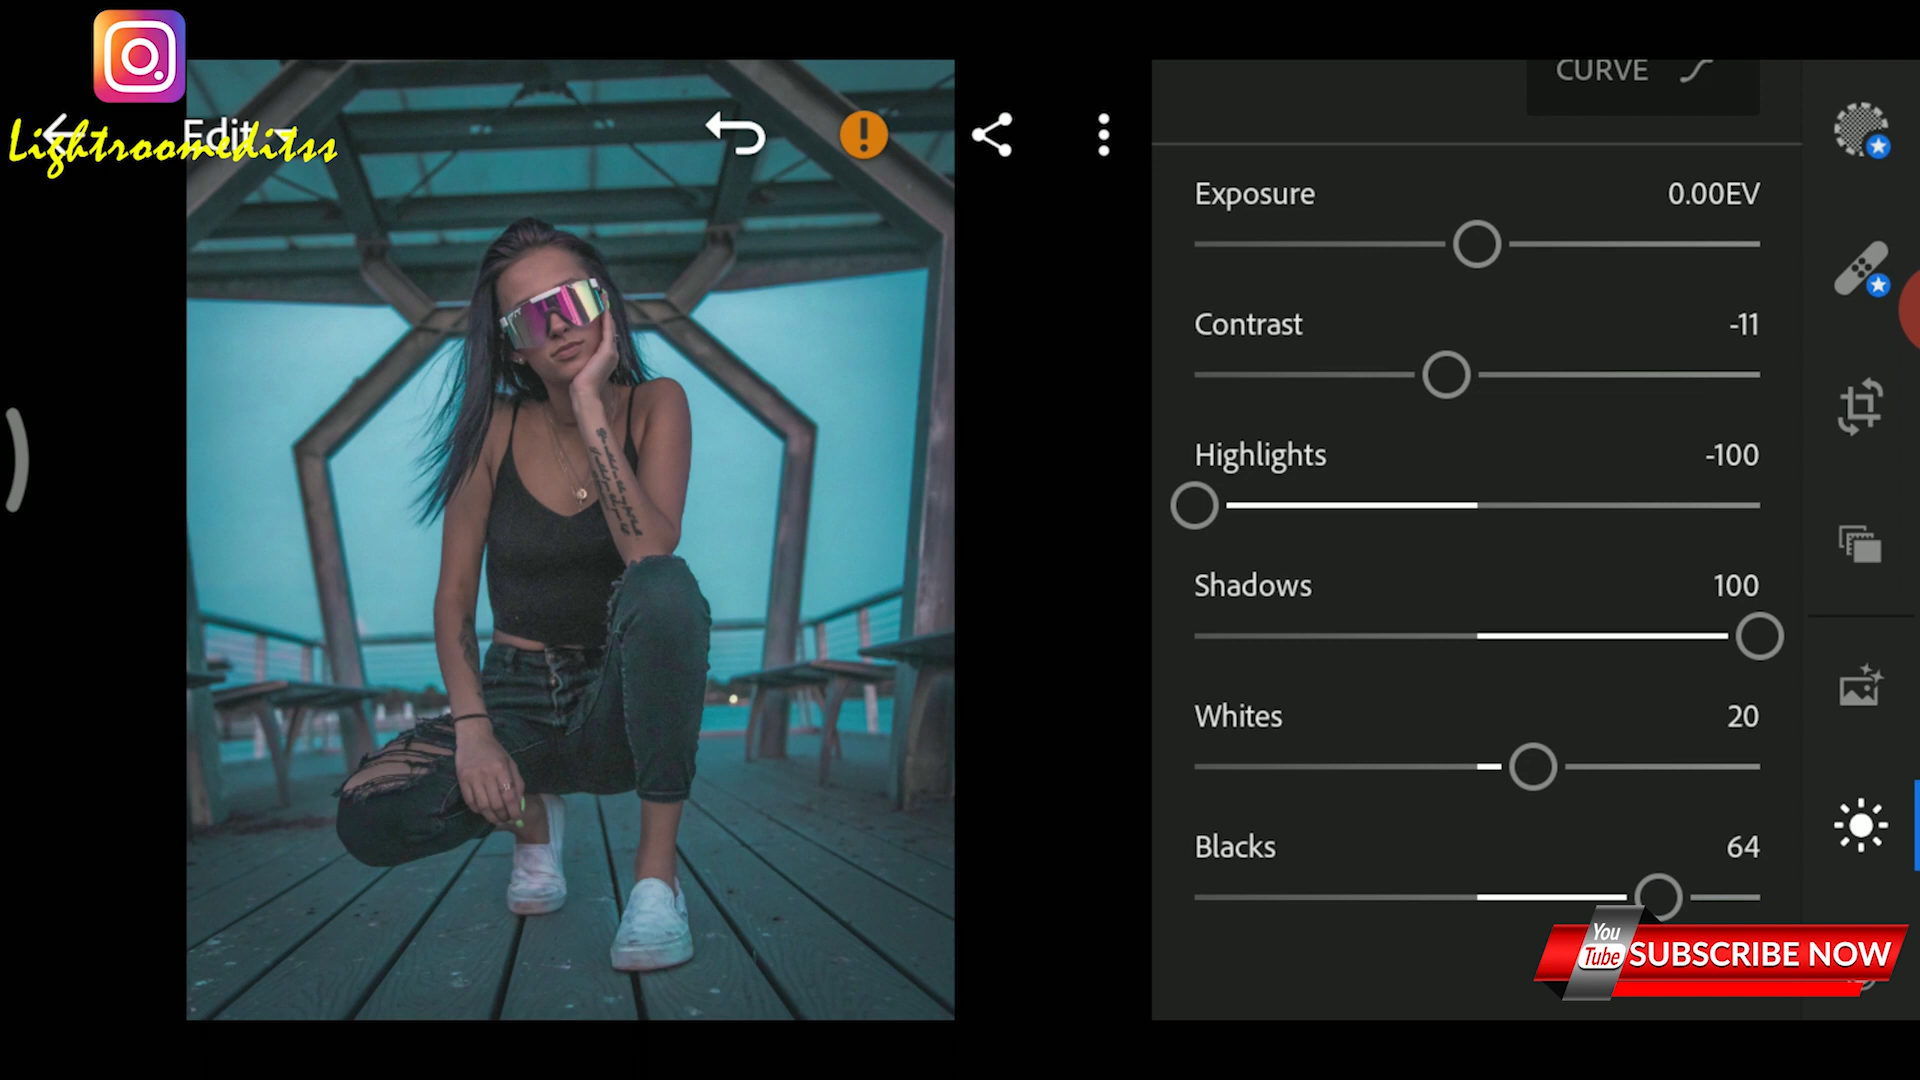 Edit
Lightroomeditss
CURVE
Exposure 0.00EV
Contrast -11
Highlights -100
Shadows 100
Whites 20
Blacks 64
You
Tube
SUBSCRIBE NOW